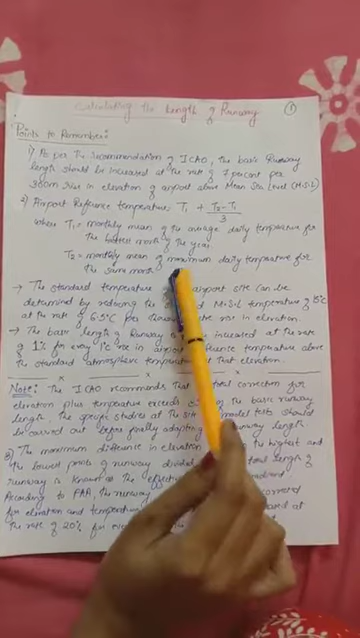 Calculating the Length of Runway
1
Points to Remember:
1) As per the recommendation of ICAO, the basic Runway
length should be increased at the rate of 7 percent per
300m rise in elevation of airport above Mean Sea Level (M.S.L)
2) Airport Reference temperature: T1 + T2-T1/3
where T1 = monthly mean of the average daily temperature for
the hottest month of the year
T2 = monthly mean of maximum daily temperature for
the same month
→ The standard temperature airport site can be
determined by reducing the M.S.L temperature of 15°C
at the rate of 6.5°C per rise in elevation.
→ The basic length of Runway increased at the rate
of 1% for every 1°C rise in airport reference temperature above
the standard atmospheric temperature at that elevation.
Note: The ICAO recommends that total correction for
elevation plus temperature exceeds the basic runway
length. The specific studies at the site model tests should
be carried out before finally adopting runway length.
3) The maximum difference in elevation the highest and
the lowest points of runway divided total length of
runway is known as the effective gradient
According to FAA, the runway corrected
for elevation and temperature at
the rate of 20% for